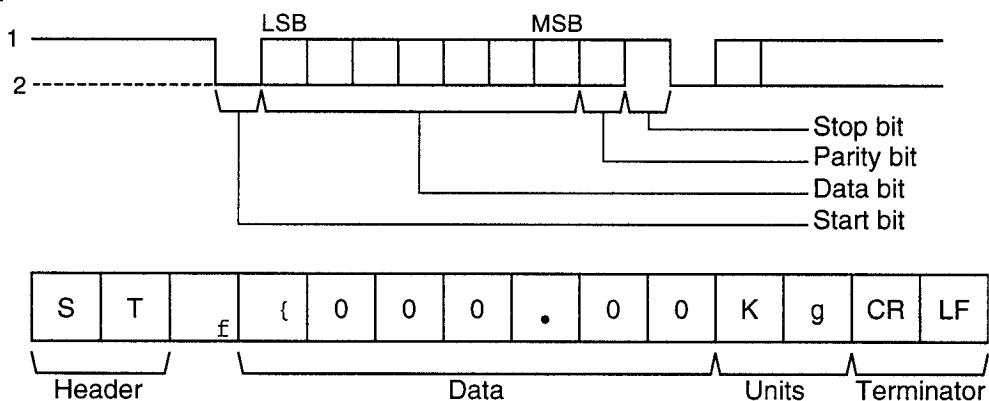 LSB MSB
1
2
Stop bit
Parity bit
Data bit
Start bit
S T f { 0 0 0 . 0 0 K g CR LF
Header Data Units Terminator